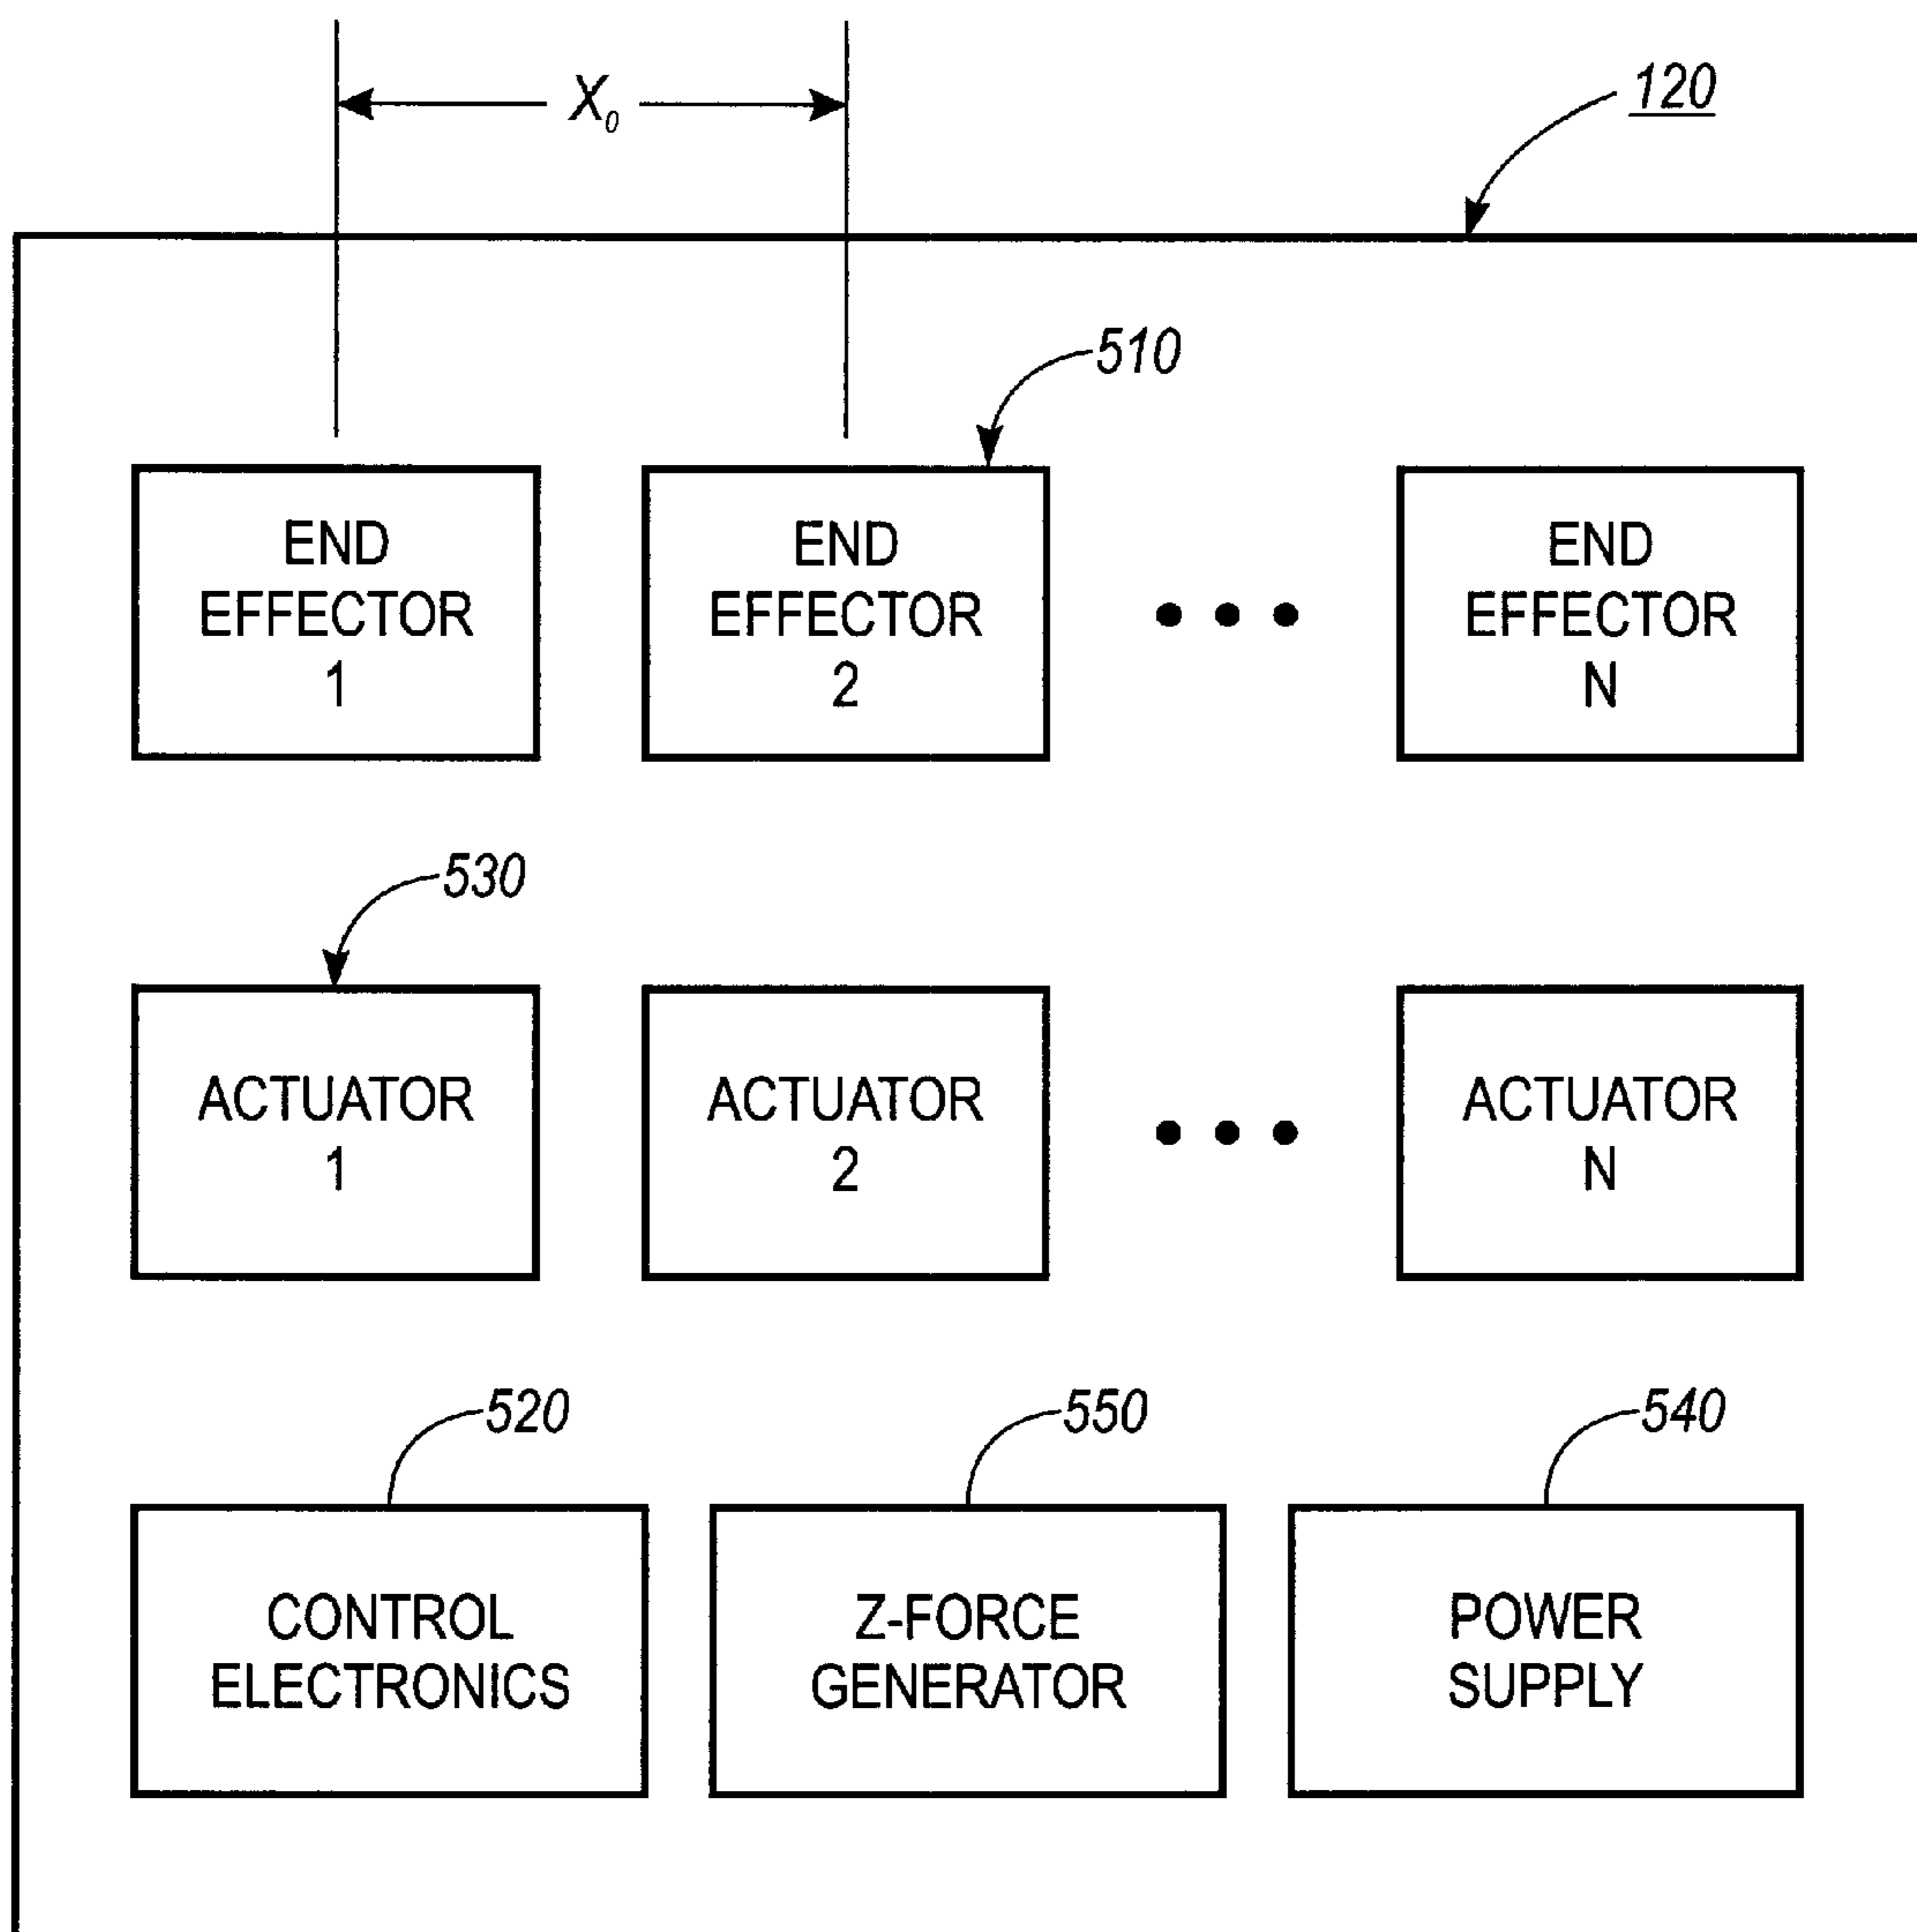 X₀
120
510
END
EFFECTOR
1
END
EFFECTOR
2
END
EFFECTOR
N
530
ACTUATOR
1
ACTUATOR
2
ACTUATOR
N
520
550
540
CONTROL
ELECTRONICS
Z-FORCE
GENERATOR
POWER
SUPPLY